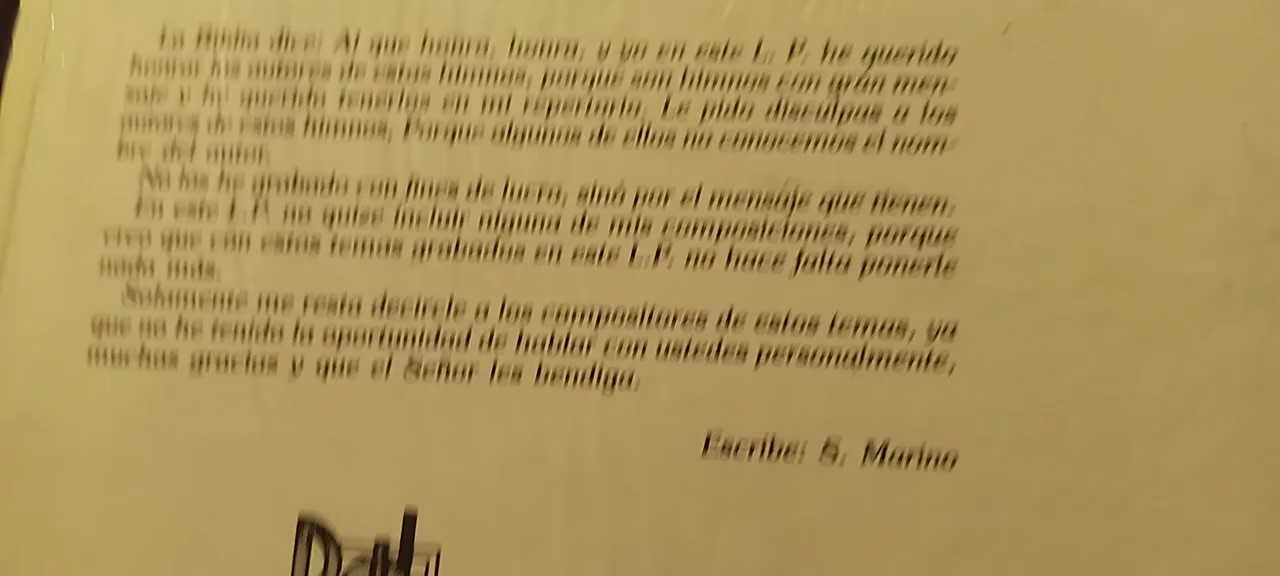 La Biblia dice: Al que honra, honra, y yo en este L. P. he querido
honrar los autores de estos himnos, porque son himnos con grán men-
saje y he querido tenerlos en mi repertorio. Le pido disculpas a los
autores de estos himnos, Porque algunos de ellos no conocemos el nom-
bre del autor.
No los he grabado con fines de lucro, sinó por el mensaje que tienen.
En este L.P. no quise incluir alguna de mis composiciones, porque
creo que con estos temas grabados en este L.P. no hace falta ponerle
nada más.
Solamente me resta decirle a los compositores de estos temas, ya
que no he tenido la oportunidad de hablar con ustedes personalmente,
muchas gracias y que el Señor les bendiga.
Escribe: S. Marino